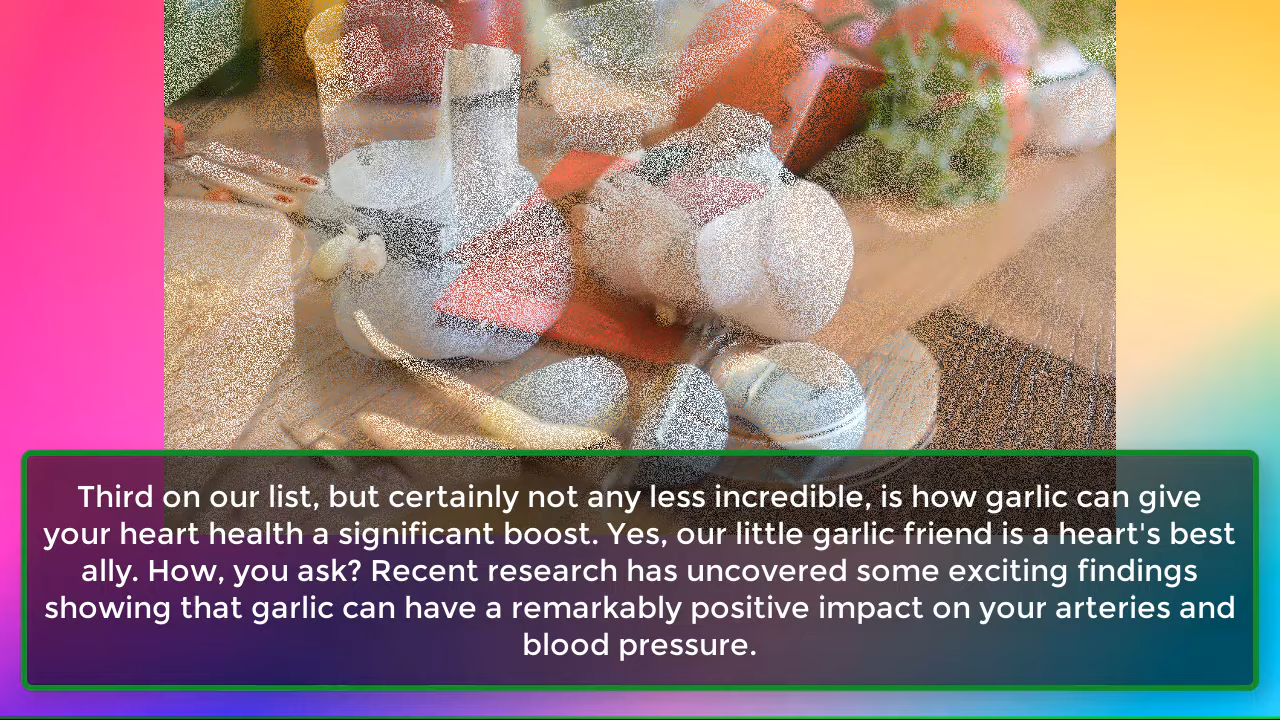 Third on our list, but certainly not any less incredible, is how garlic can give
your heart health a significant boost. Yes, our little garlic friend is a heart's best
ally. How, you ask? Recent research has uncovered some exciting findings
showing that garlic can have a remarkably positive impact on your arteries and
blood pressure.